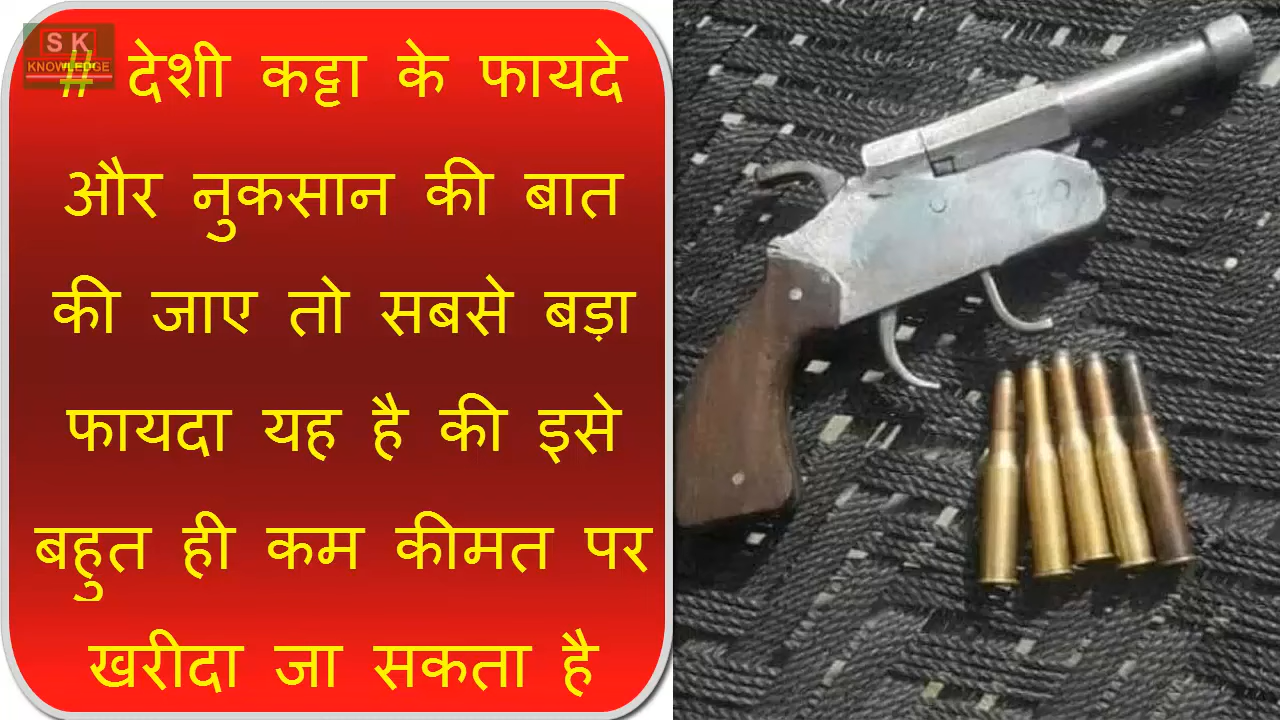 SK
KNOWLEDGE
# देशी कट्टा के फायदे
और नुकसान की बात
की जाए तो सबसे बड़ा
फायदा यह है की इसे
बहुत ही कम कीमत पर
खरीदा जा सकता है